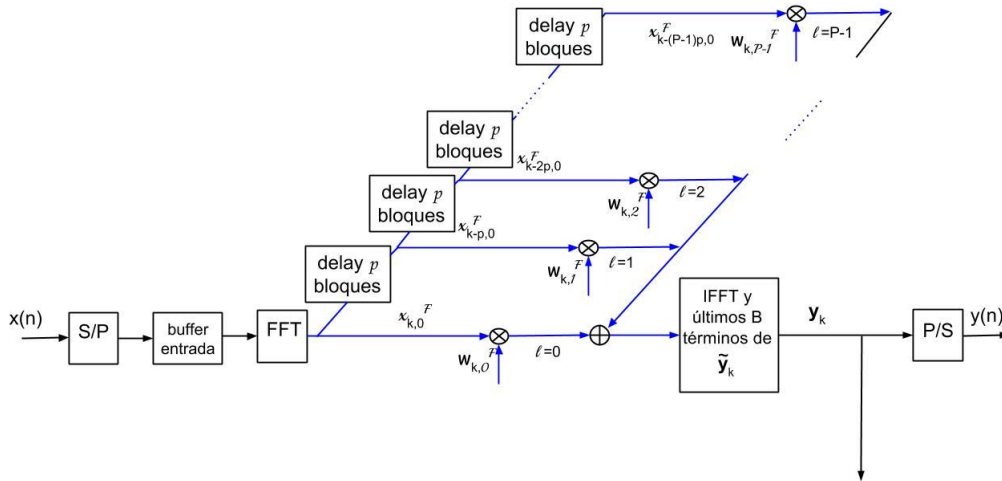 delay p
bloques
x_{k-(P-1)p,0}^F
w_{k,P-1}^F
ℓ=P-1
delay p
bloques
x_{k-2p,0}^F
w_{k,2}^F
ℓ=2
delay p
bloques
x_{k-p,0}^F
w_{k,1}^F
ℓ=1
delay p
bloques
x(n)
S/P
buffer
entrada
FFT
x_{k,0}^F
w_{k,0}^F
ℓ=0
IFFT y
últimos B
términos de
ỹ_k
y_k
P/S
y(n)